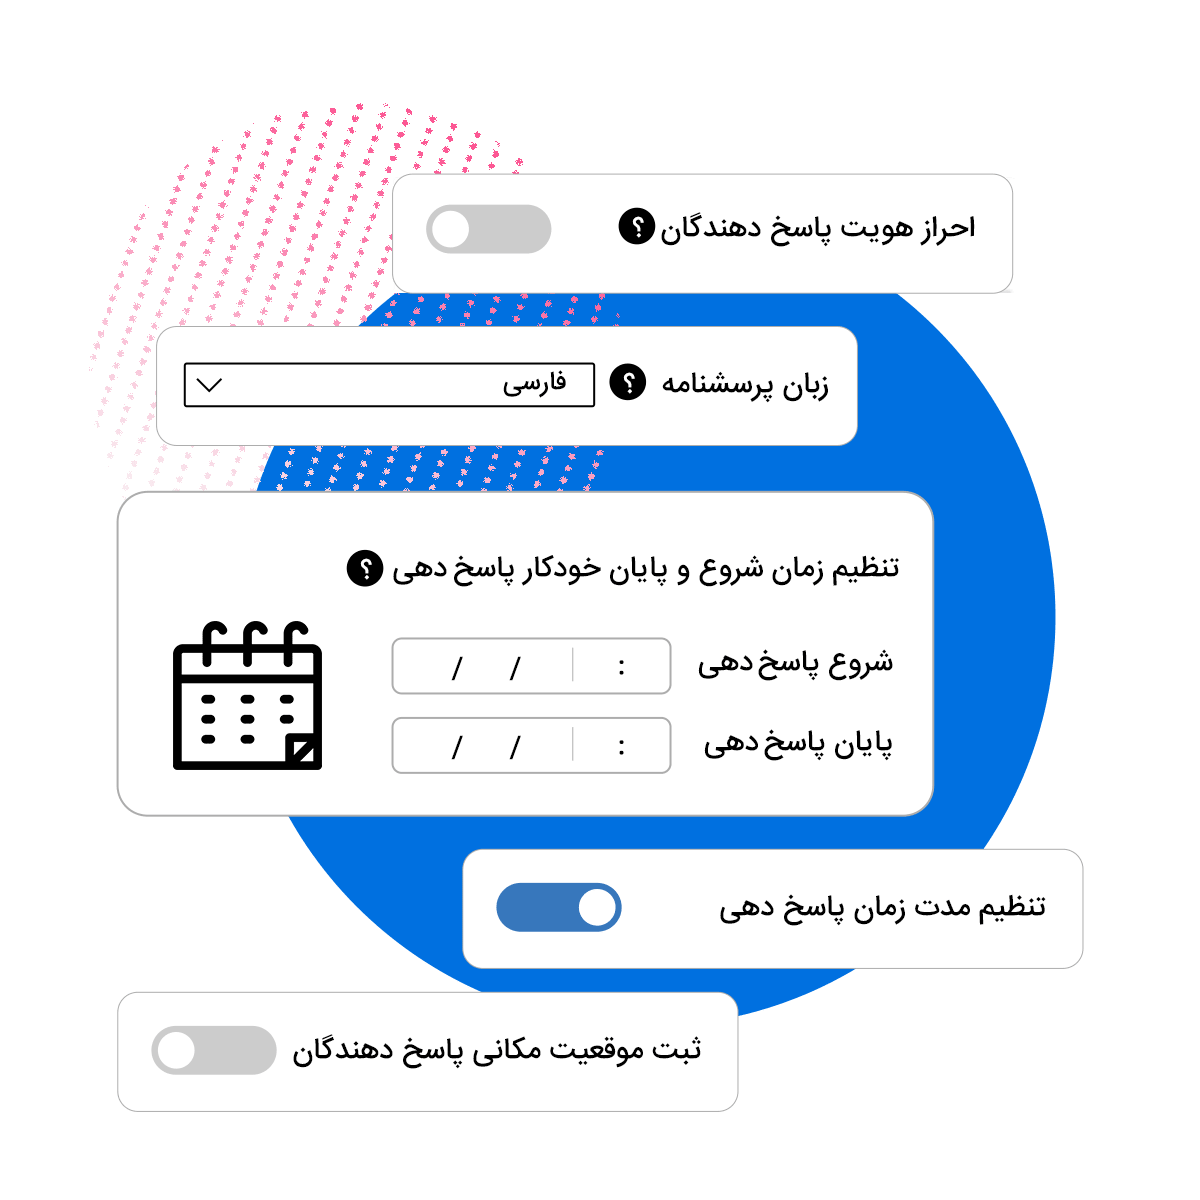 احراز هویت پاسخ دهندگان ؟
زبان پرسشنامه ؟ فارسی
تنظیم زمان شروع و پایان خودکار پاسخ دهی ؟
شروع پاسخ دهی / / :
پایان پاسخ دهی / / :
تنظیم مدت زمان پاسخ دهی
ثبت موقعیت مکانی پاسخ دهندگان